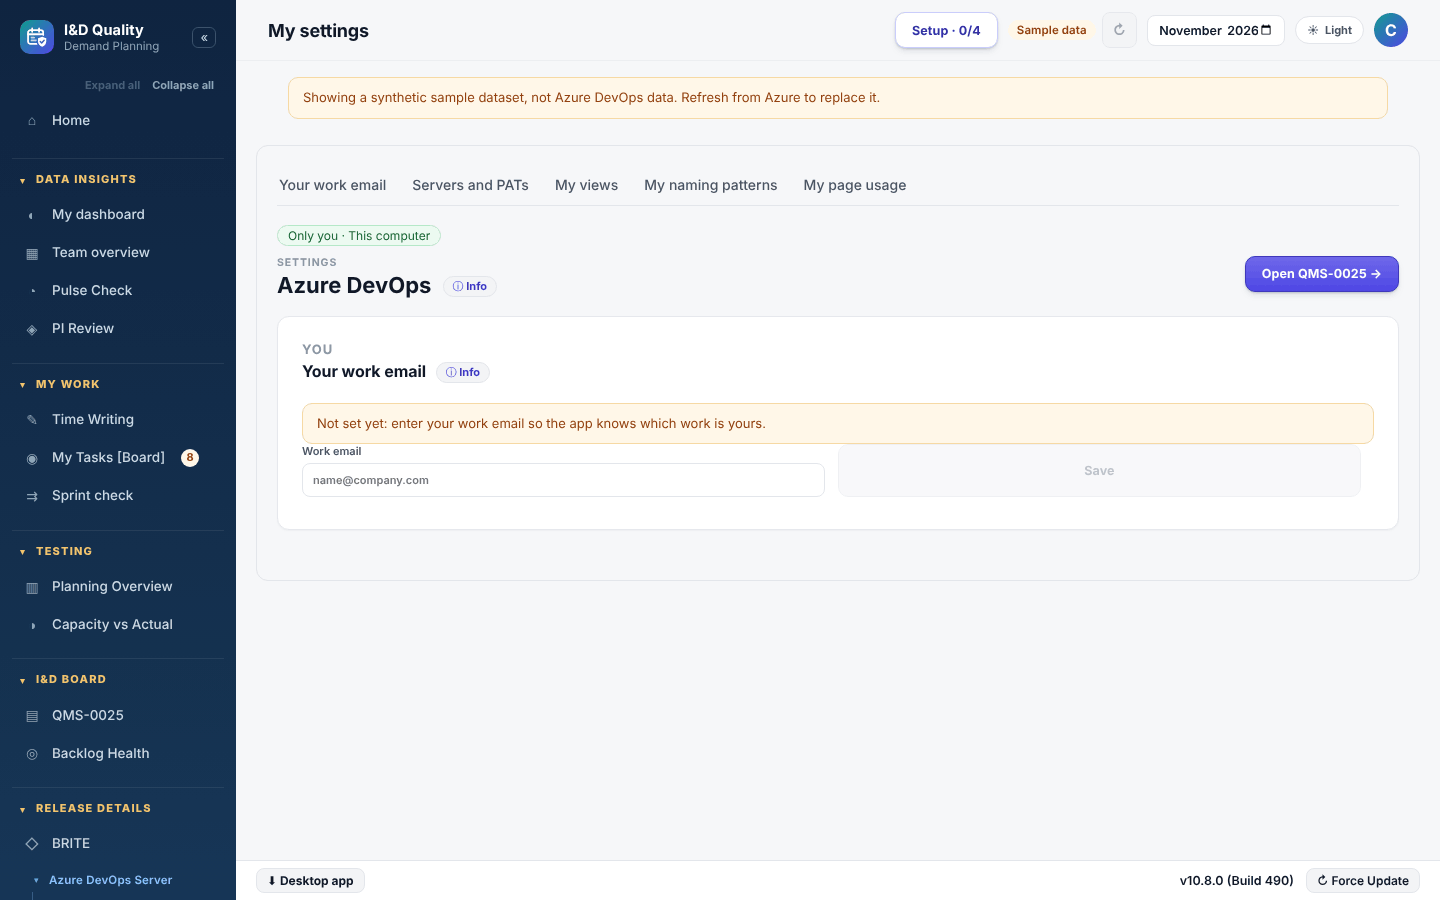 I&D Quality
Demand Planning
«
Expand all Collapse all
Home
DATA INSIGHTS
My dashboard
Team overview
Pulse Check
PI Review
MY WORK
Time Writing
My Tasks [Board] 8
Sprint check
TESTING
Planning Overview
Capacity vs Actual
I&D BOARD
QMS-0025
Backlog Health
RELEASE DETAILS
BRITE
Azure DevOps Server
My settings
Setup · 0/4
Sample data
November 2026
Light
C
Showing a synthetic sample dataset, not Azure DevOps data. Refresh from Azure to replace it.
Your work email Servers and PATs My views My naming patterns My page usage
Only you · This computer
SETTINGS
Azure DevOps ⓘ Info
Open QMS-0025 →
YOU
Your work email ⓘ Info
Not set yet: enter your work email so the app knows which work is yours.
Work email
name@company.com
Save
⬇ Desktop app
v10.8.0 (Build 490)
↻ Force Update